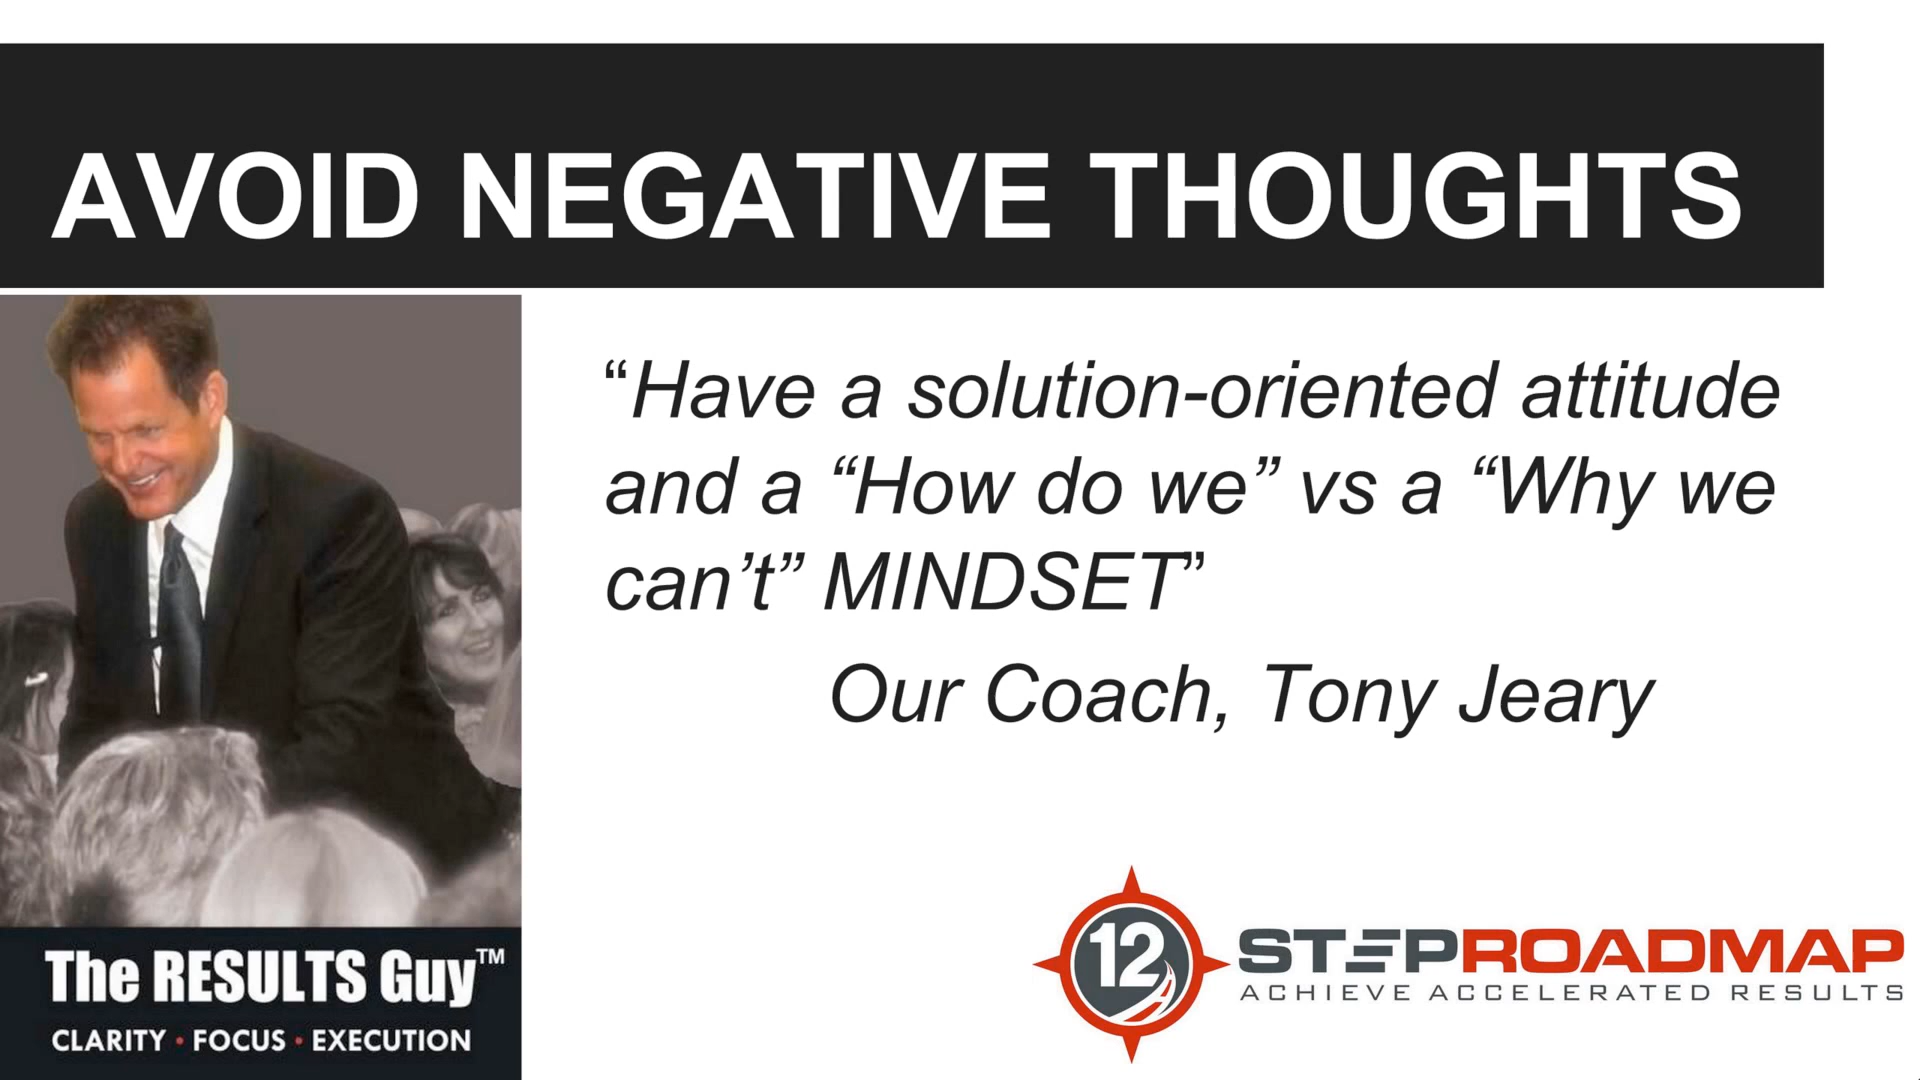 AVOID NEGATIVE THOUGHTS
“Have a solution-oriented attitude
and a “How do we” vs a “Why we
can’t” MINDSET”
Our Coach, Tony Jeary
The RESULTS Guy™
CLARITY • FOCUS • EXECUTION
12 STEPROADMAP
ACHIEVE ACCELERATED RESULTS